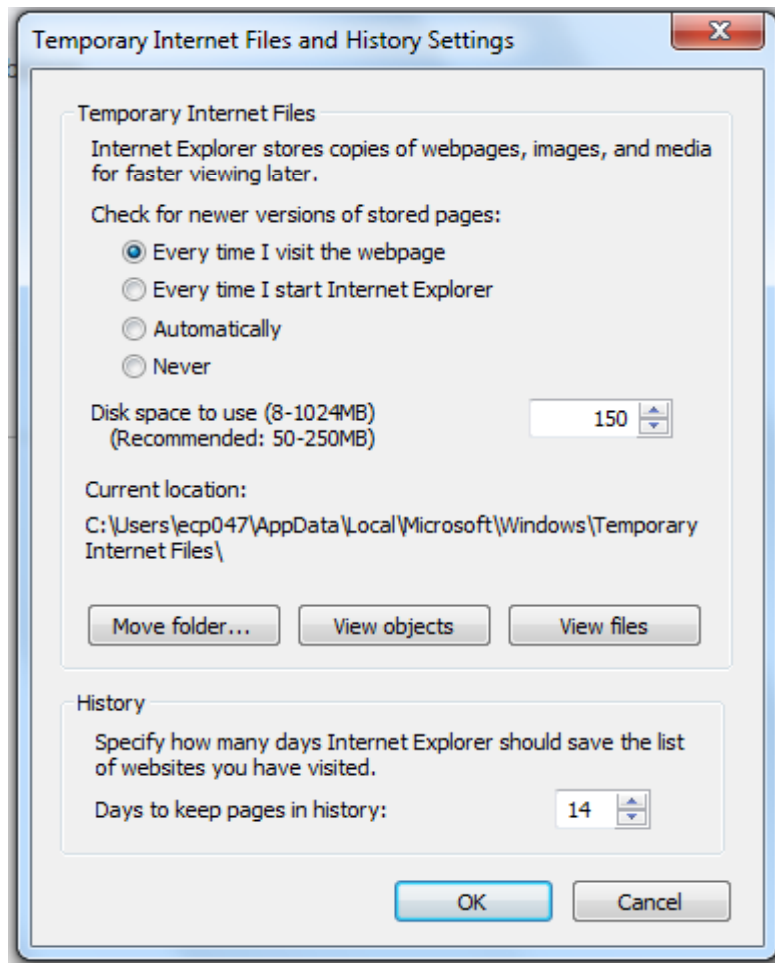 Temporary Internet Files and History Settings
Temporary Internet Files
Internet Explorer stores copies of webpages, images, and media
for faster viewing later.
Check for newer versions of stored pages:
Every time I visit the webpage
Every time I start Internet Explorer
Automatically
Never
Disk space to use (8-1024MB) 150
(Recommended: 50-250MB)
Current location:
C:\Users\ecp047\AppData\Local\Microsoft\Windows\Temporary
Internet Files\
Move folder... View objects View files
History
Specify how many days Internet Explorer should save the list
of websites you have visited.
Days to keep pages in history: 14
OK Cancel